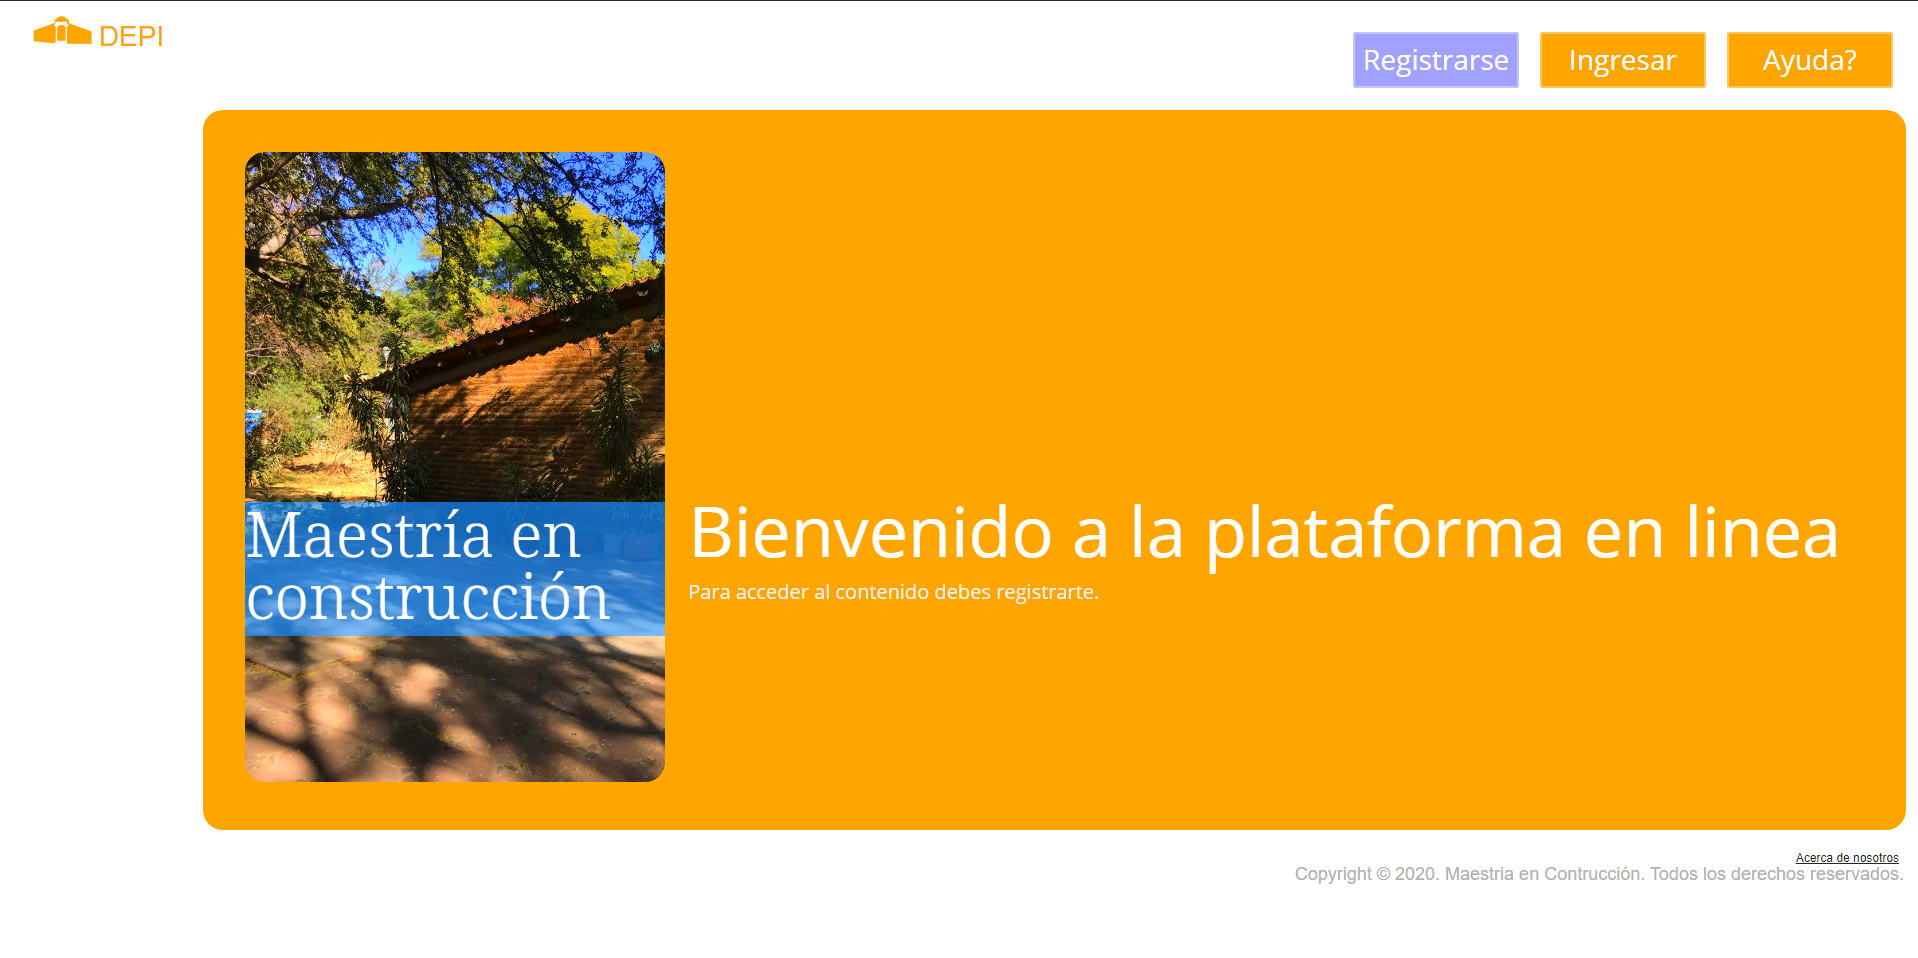 DEPI
Registrarse
Ingresar
Ayuda?
Maestría en
construcción
Bienvenido a la plataforma en linea
Para acceder al contenido debes registrarte.
Acerca de nosotros
Copyright © 2020. Maestria en Contrucción. Todos los derechos reservados.